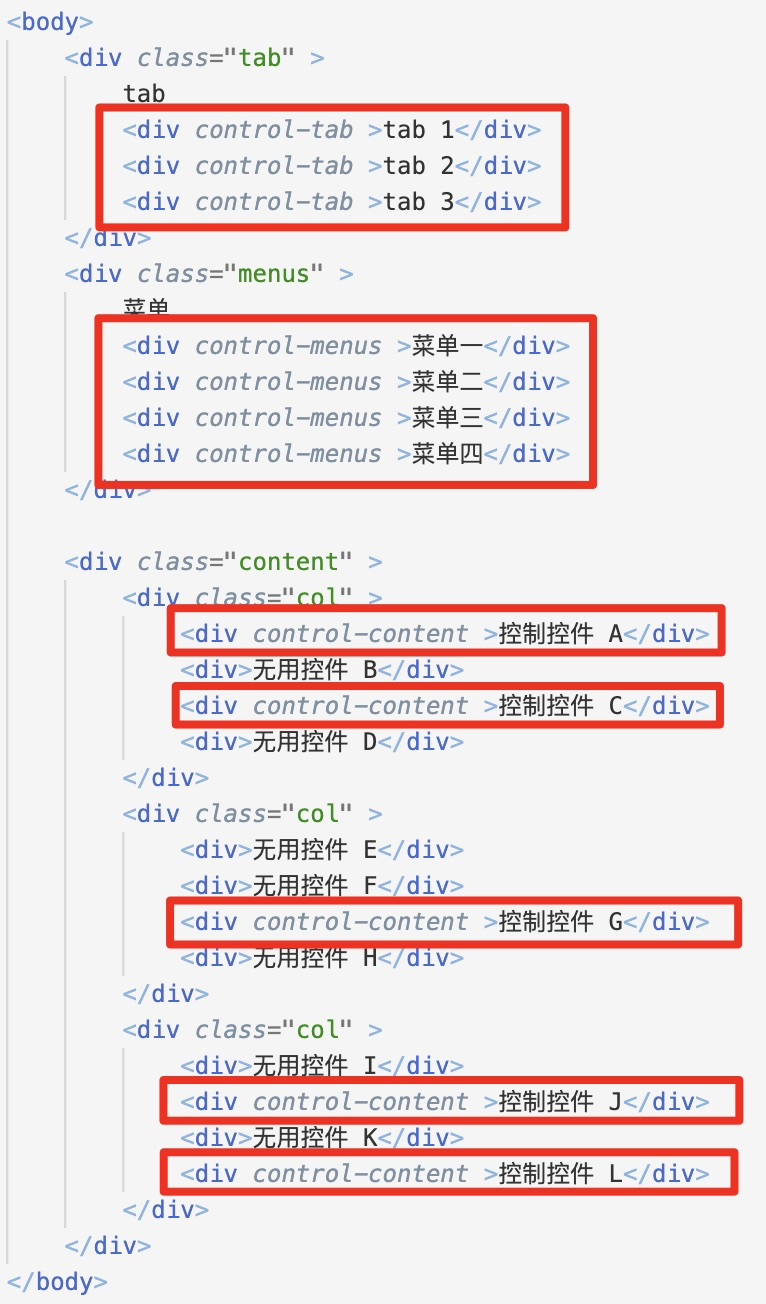 <body>
<div class="tab" >
tab
<div control-tab >tab 1</div>
<div control-tab >tab 2</div>
<div control-tab >tab 3</div>
</div>
<div class="menus" >
菜单
<div control-menus >菜单一</div>
<div control-menus >菜单二</div>
<div control-menus >菜单三</div>
<div control-menus >菜单四</div>
</div>
<div class="content" >
<div class="col" >
<div control-content >控制控件 A</div>
<div>无用控件 B</div>
<div control-content >控制控件 C</div>
<div>无用控件 D</div>
</div>
<div class="col" >
<div>无用控件 E</div>
<div>无用控件 F</div>
<div control-content >控制控件 G</div>
<div>无用控件 H</div>
</div>
<div class="col" >
<div>无用控件 I</div>
<div control-content >控制控件 J</div>
<div>无用控件 K</div>
<div control-content >控制控件 L</div>
</div>
</div>
</body>